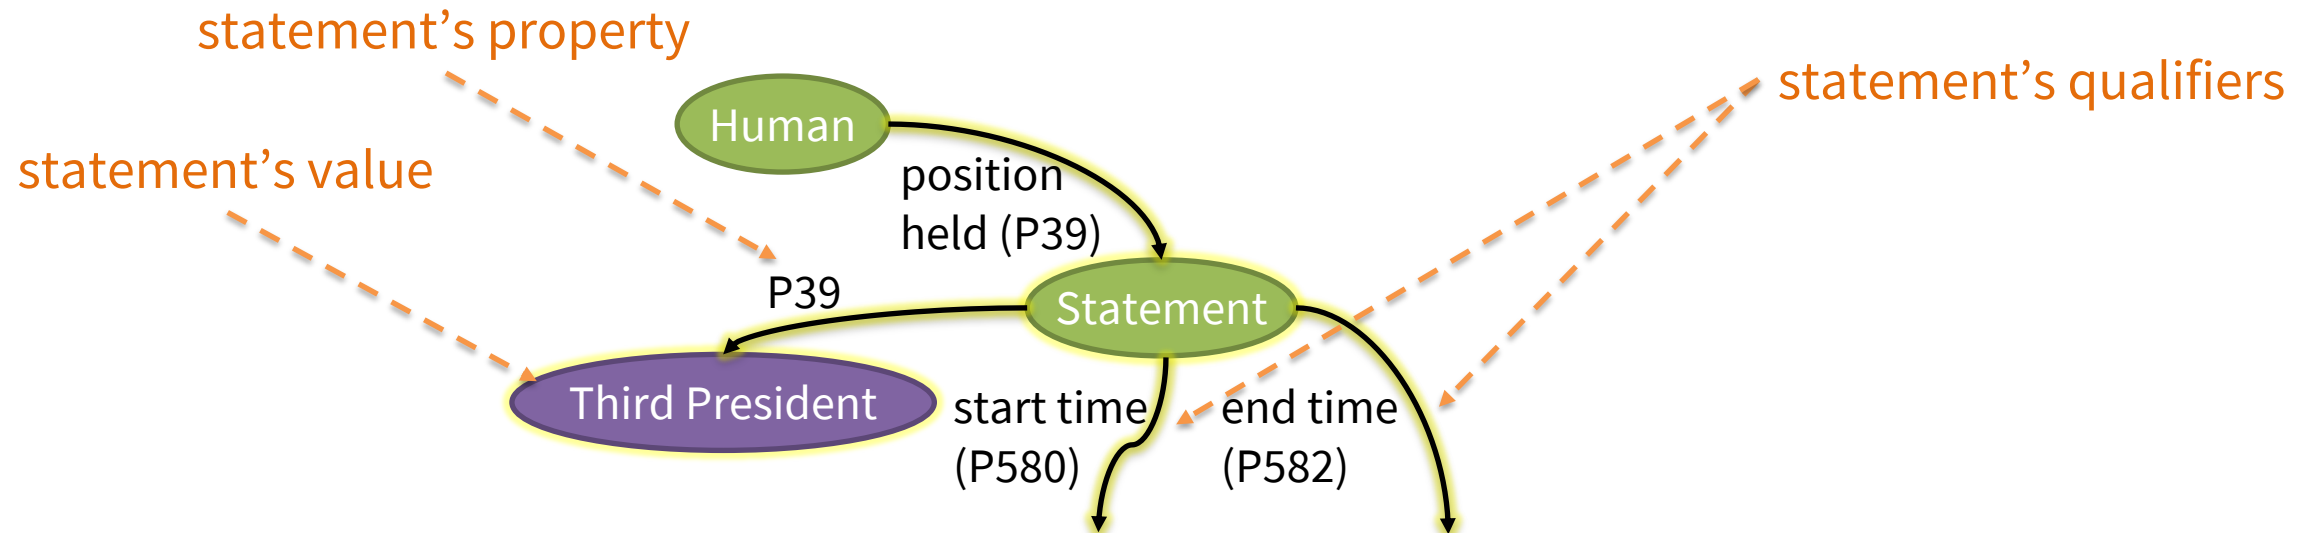 statement’s property
statement’s qualifiers
Human
statement’s value
position
held (P39)
P39
Statement
Third President
start time
(P580)
end time
(P582)